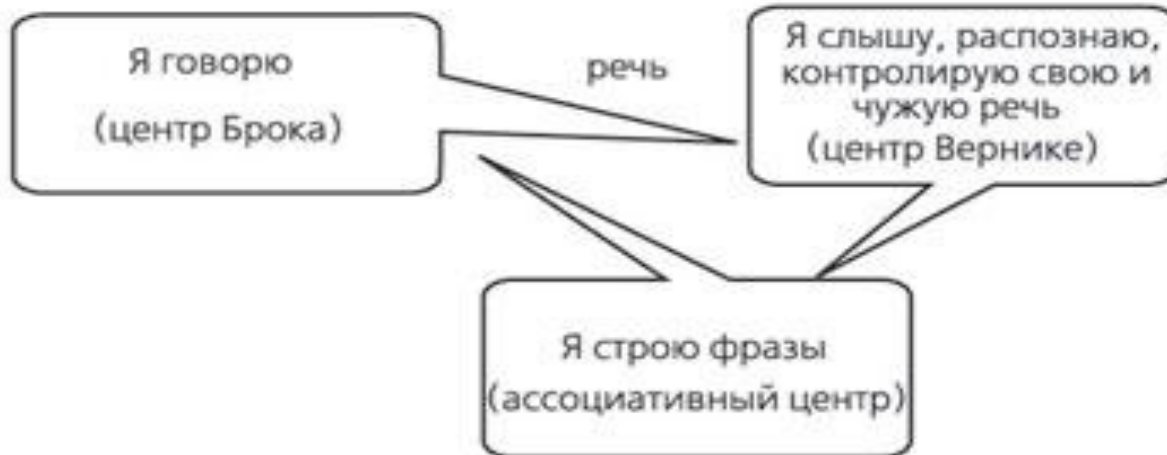 Я говорю
(центр Брока)
речь
Я слышу, распознаю,
контролирую свою и
чужую речь
(центр Вернике)
Я строю фразы
(ассоциативный центр)